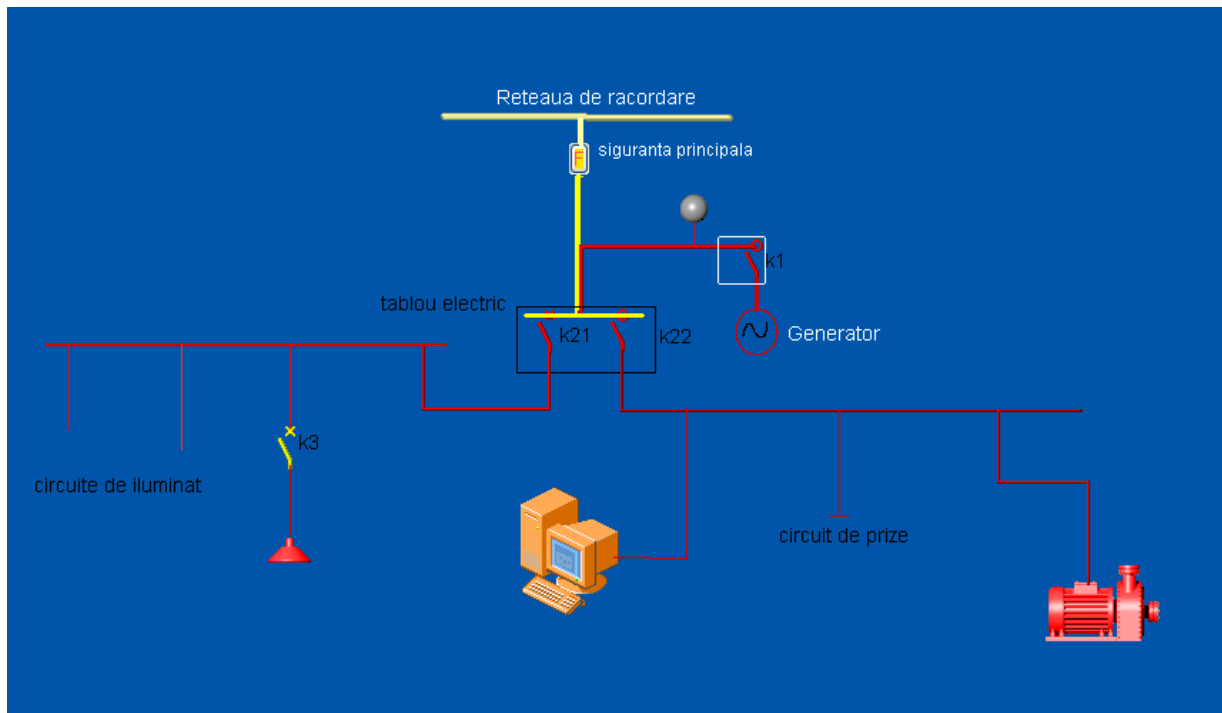 Reteaua de racordare
F
siguranta principala
k1
tablou electric
k21
k22
Generator
k3
circuite de iluminat
circuit de prize